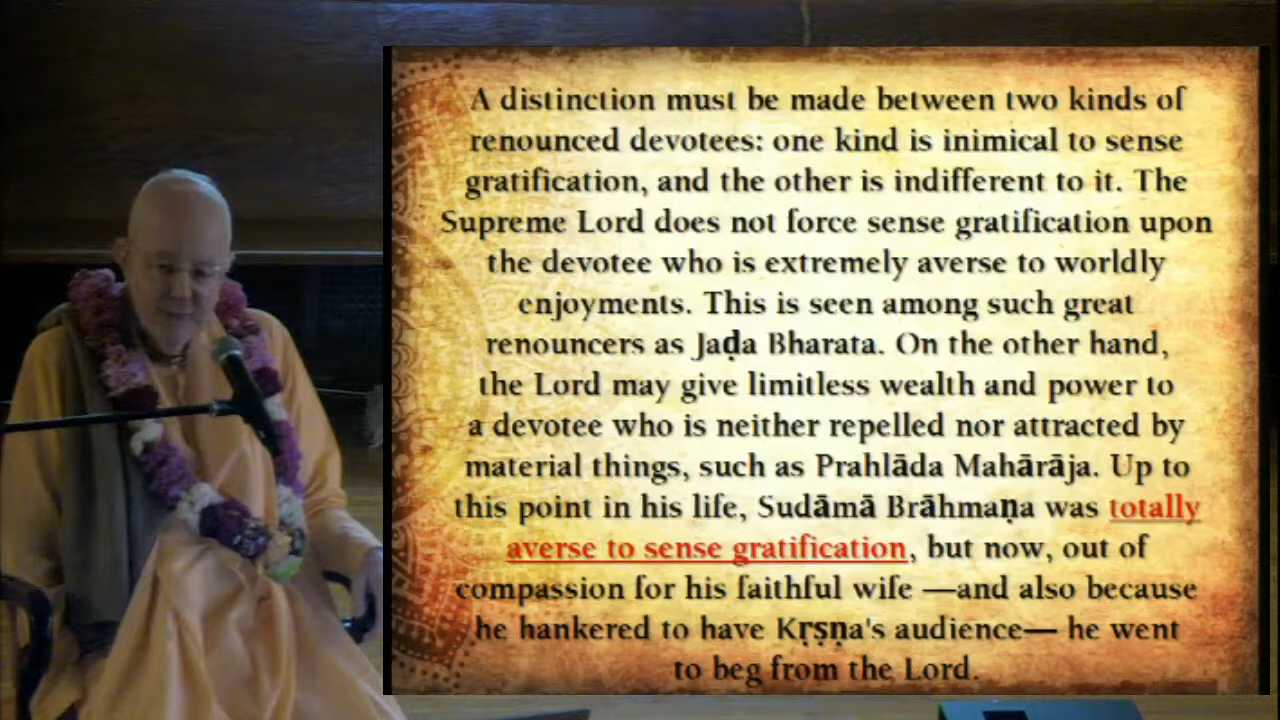 A distinction must be made between two kinds of
renounced devotees: one kind is inimical to sense
gratification, and the other is indifferent to it. The
Supreme Lord does not force sense gratification upon
the devotee who is extremely averse to worldly
enjoyments. This is seen among such great
renouncers as Jaḍa Bharata. On the other hand,
the Lord may give limitless wealth and power to
a devotee who is neither repelled nor attracted by
material things, such as Prahlāda Mahārāja. Up to
this point in his life, Sudāmā Brāhmaṇa was totally
averse to sense gratification, but now, out of
compassion for his faithful wife —and also because
he hankered to have Kṛṣṇa's audience— he went
to beg from the Lord.